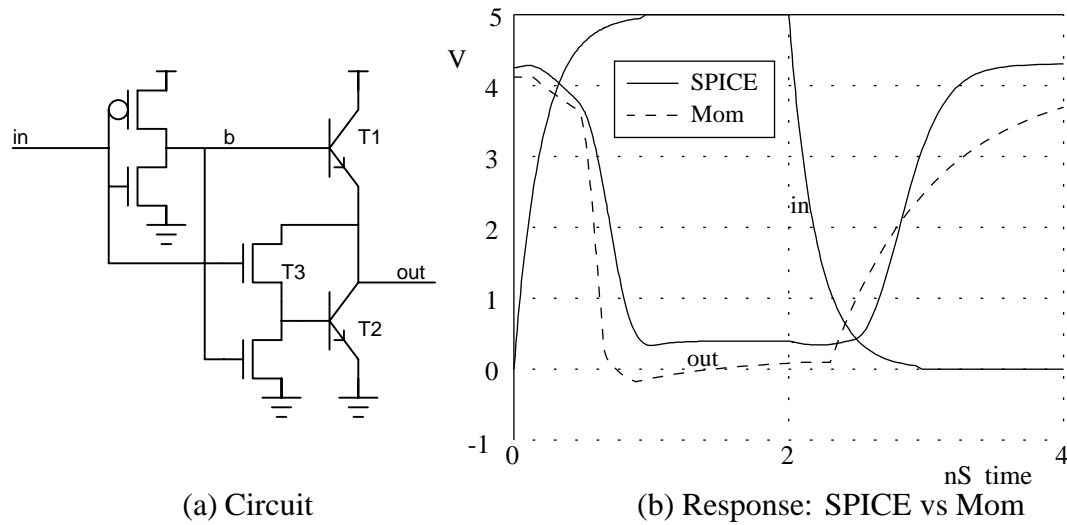 in
b
T1
T3
out
T2
(a) Circuit
V
5
4
3
2
1
0
-1
SPICE
Mom
in
out
0
2
4
nS time
(b) Response: SPICE vs Mom